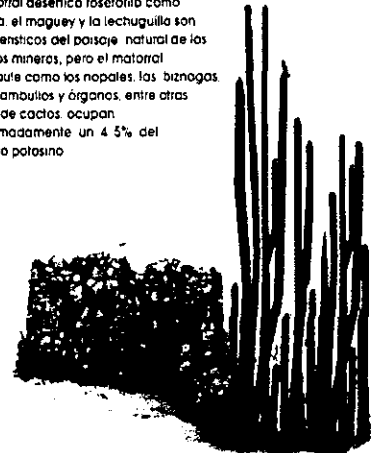 orral desértico rosetófilo como
a, el maguey y la lechuguilla son
erísticos del paisaje natural de los
os mineros, pero el matorral
aule como los nopales, las biznagas,
ambullos y órganos, entre otras
de cactos, ocupan
madamente un 4 5% del
o potosino